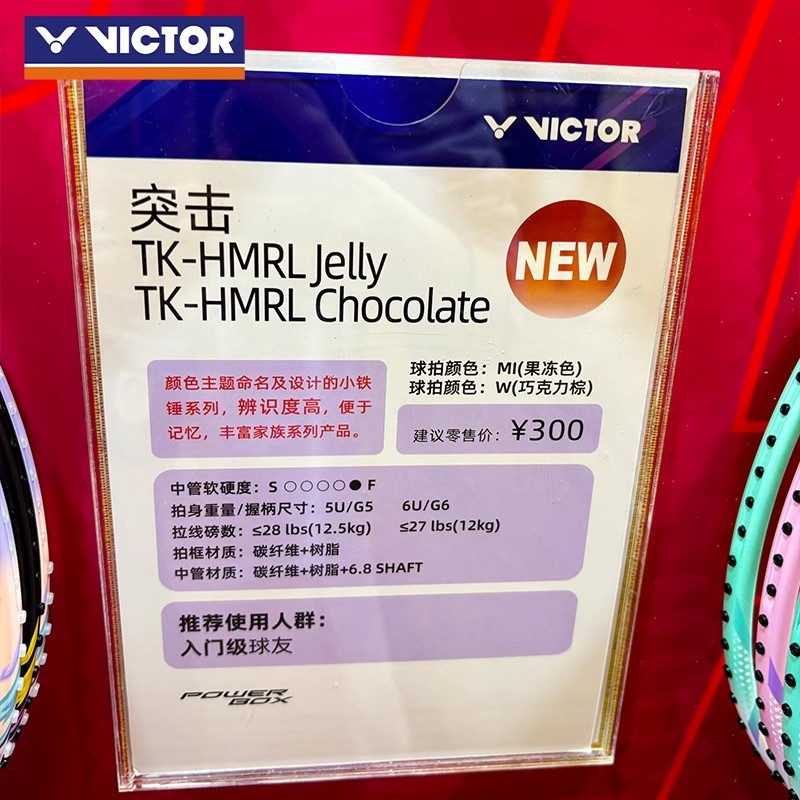 VICTOR
VICTOR
突击
TK-HMRL Jelly
TK-HMRL Chocolate
NEW
颜色主题命名及设计的小铁
锤系列，辨识度高，便于
记忆，丰富家族系列产品。
球拍颜色：MI(果冻色)
球拍颜色：W(巧克力棕)
建议零售价：¥300
中管软硬度：S ○○○○● F
拍身重量/握柄尺寸：5U/G5 6U/G6
拉线磅数：≤28 lbs(12.5kg) ≤27 lbs(12kg)
拍框材质：碳纤维+树脂
中管材质：碳纤维+树脂+6.8 SHAFT
推荐使用人群：
入门级球友
POWER
BOX